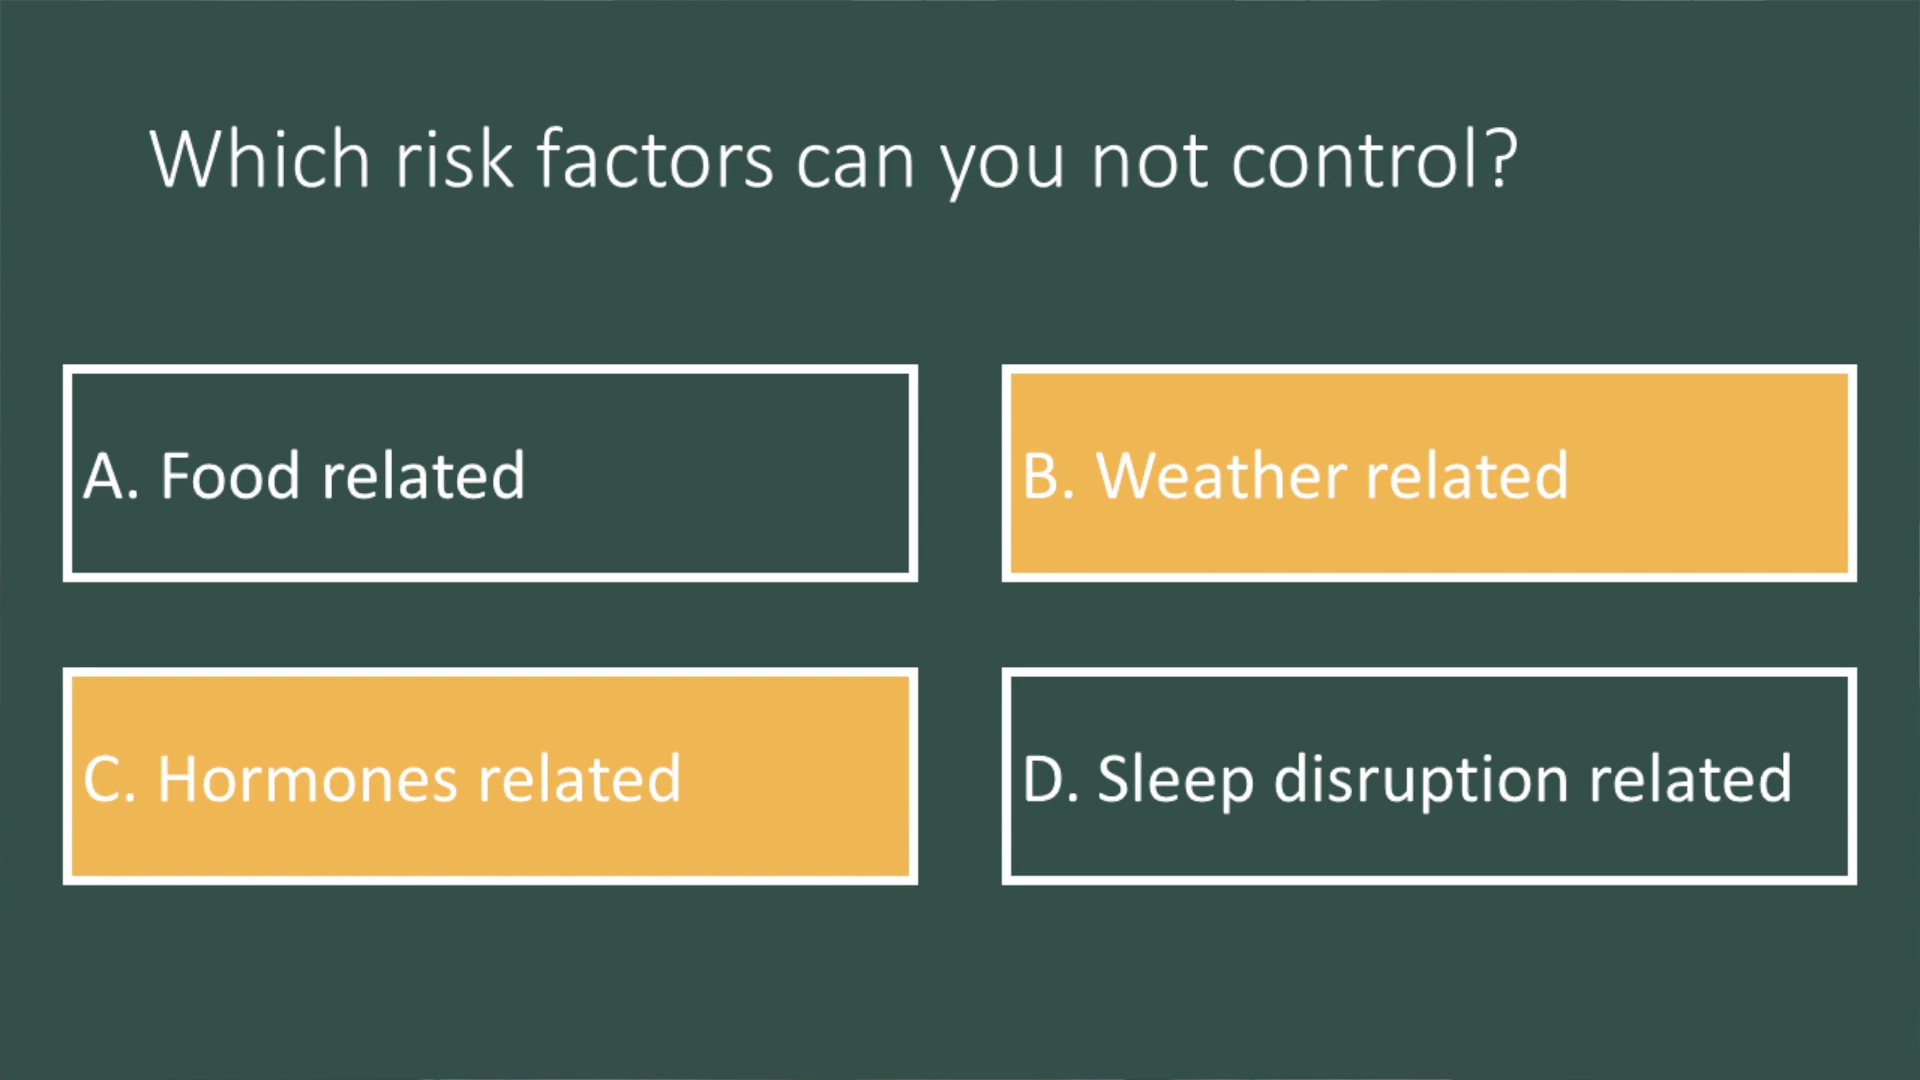 Which risk factors can you not control?
A. Food related
B. Weather related
C. Hormones related
D. Sleep disruption related